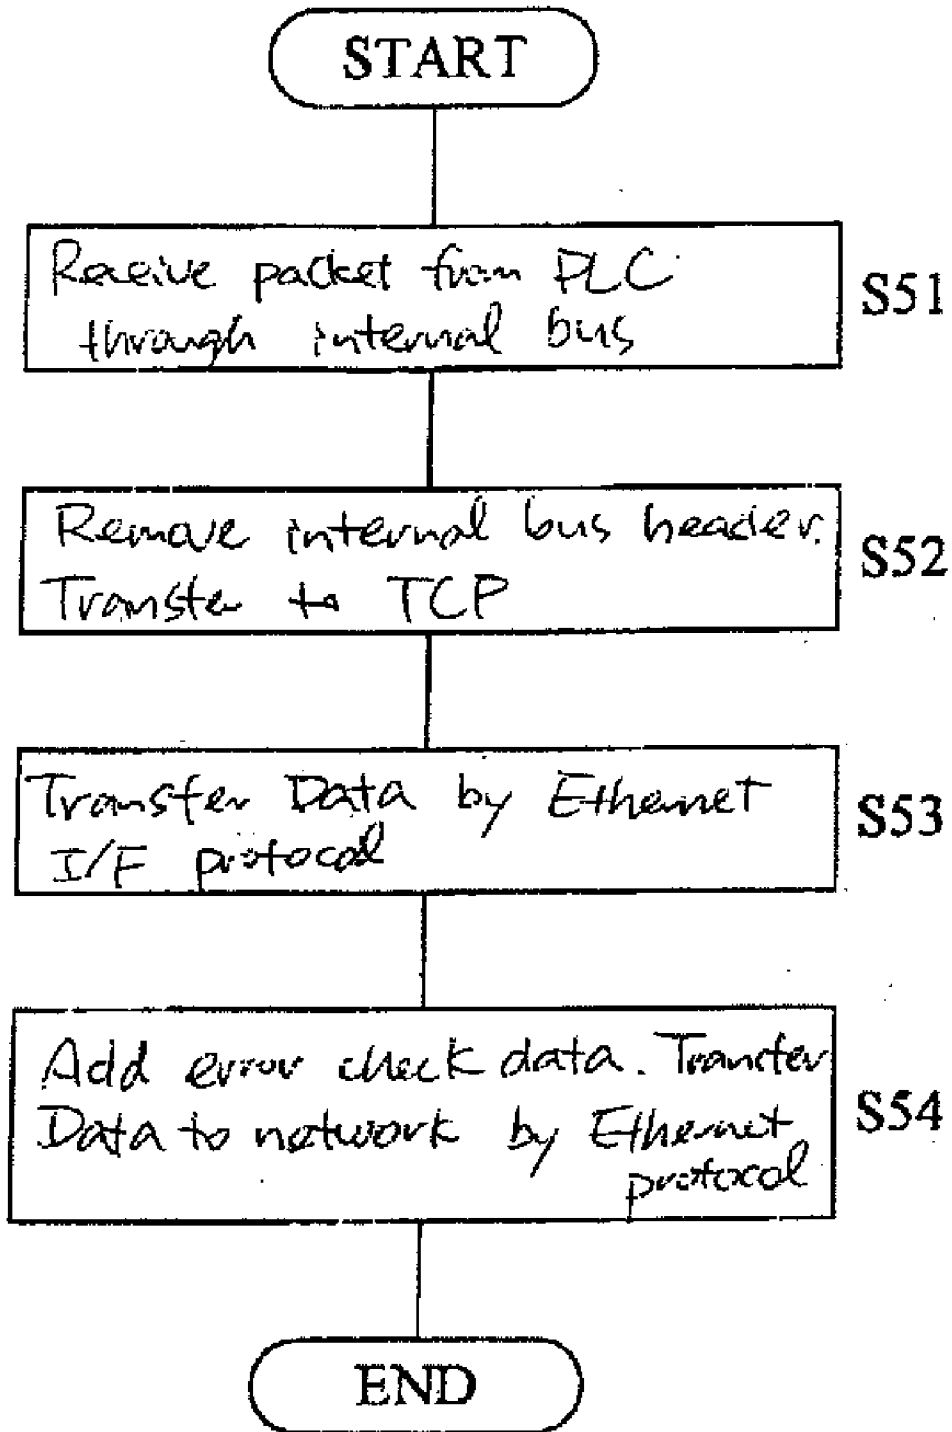 START
Receive packet from PLC
through internal bus
S51
Remove internal bus header.
Transfer to TCP
S52
Transfer Data by Ethernet
I/F protocol
S53
Add error check data. Transfer
Data to network by Ethernet
protocol
S54
END